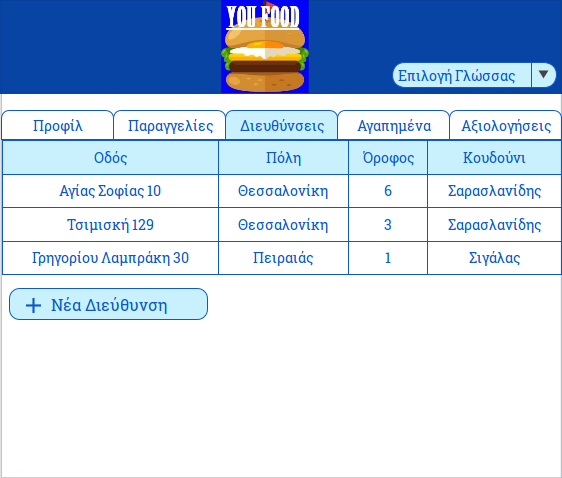 YOU FOOD
Επιλογή Γλώσσας
Προφίλ Παραγγελίες Διευθύνσεις Αγαπημένα Αξιολογήσεις
Οδός Πόλη Όροφος Κουδούνι
Αγίας Σοφίας 10 Θεσσαλονίκη 6 Σαρασλανίδης
Τσιμισκή 129 Θεσσαλονίκη 3 Σαρασλανίδης
Γρηγορίου Λαμπράκη 30 Πειραιάς 1 Σιγάλας
+ Νέα Διεύθυνση